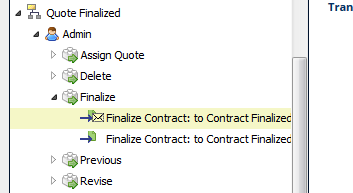 Quote Finalized
Tran
Admin
Assign Quote
Delete
Finalize
Finalize Contract: to Contract Finalized
Finalize Contract: to Contract Finalized
Previous
Revise